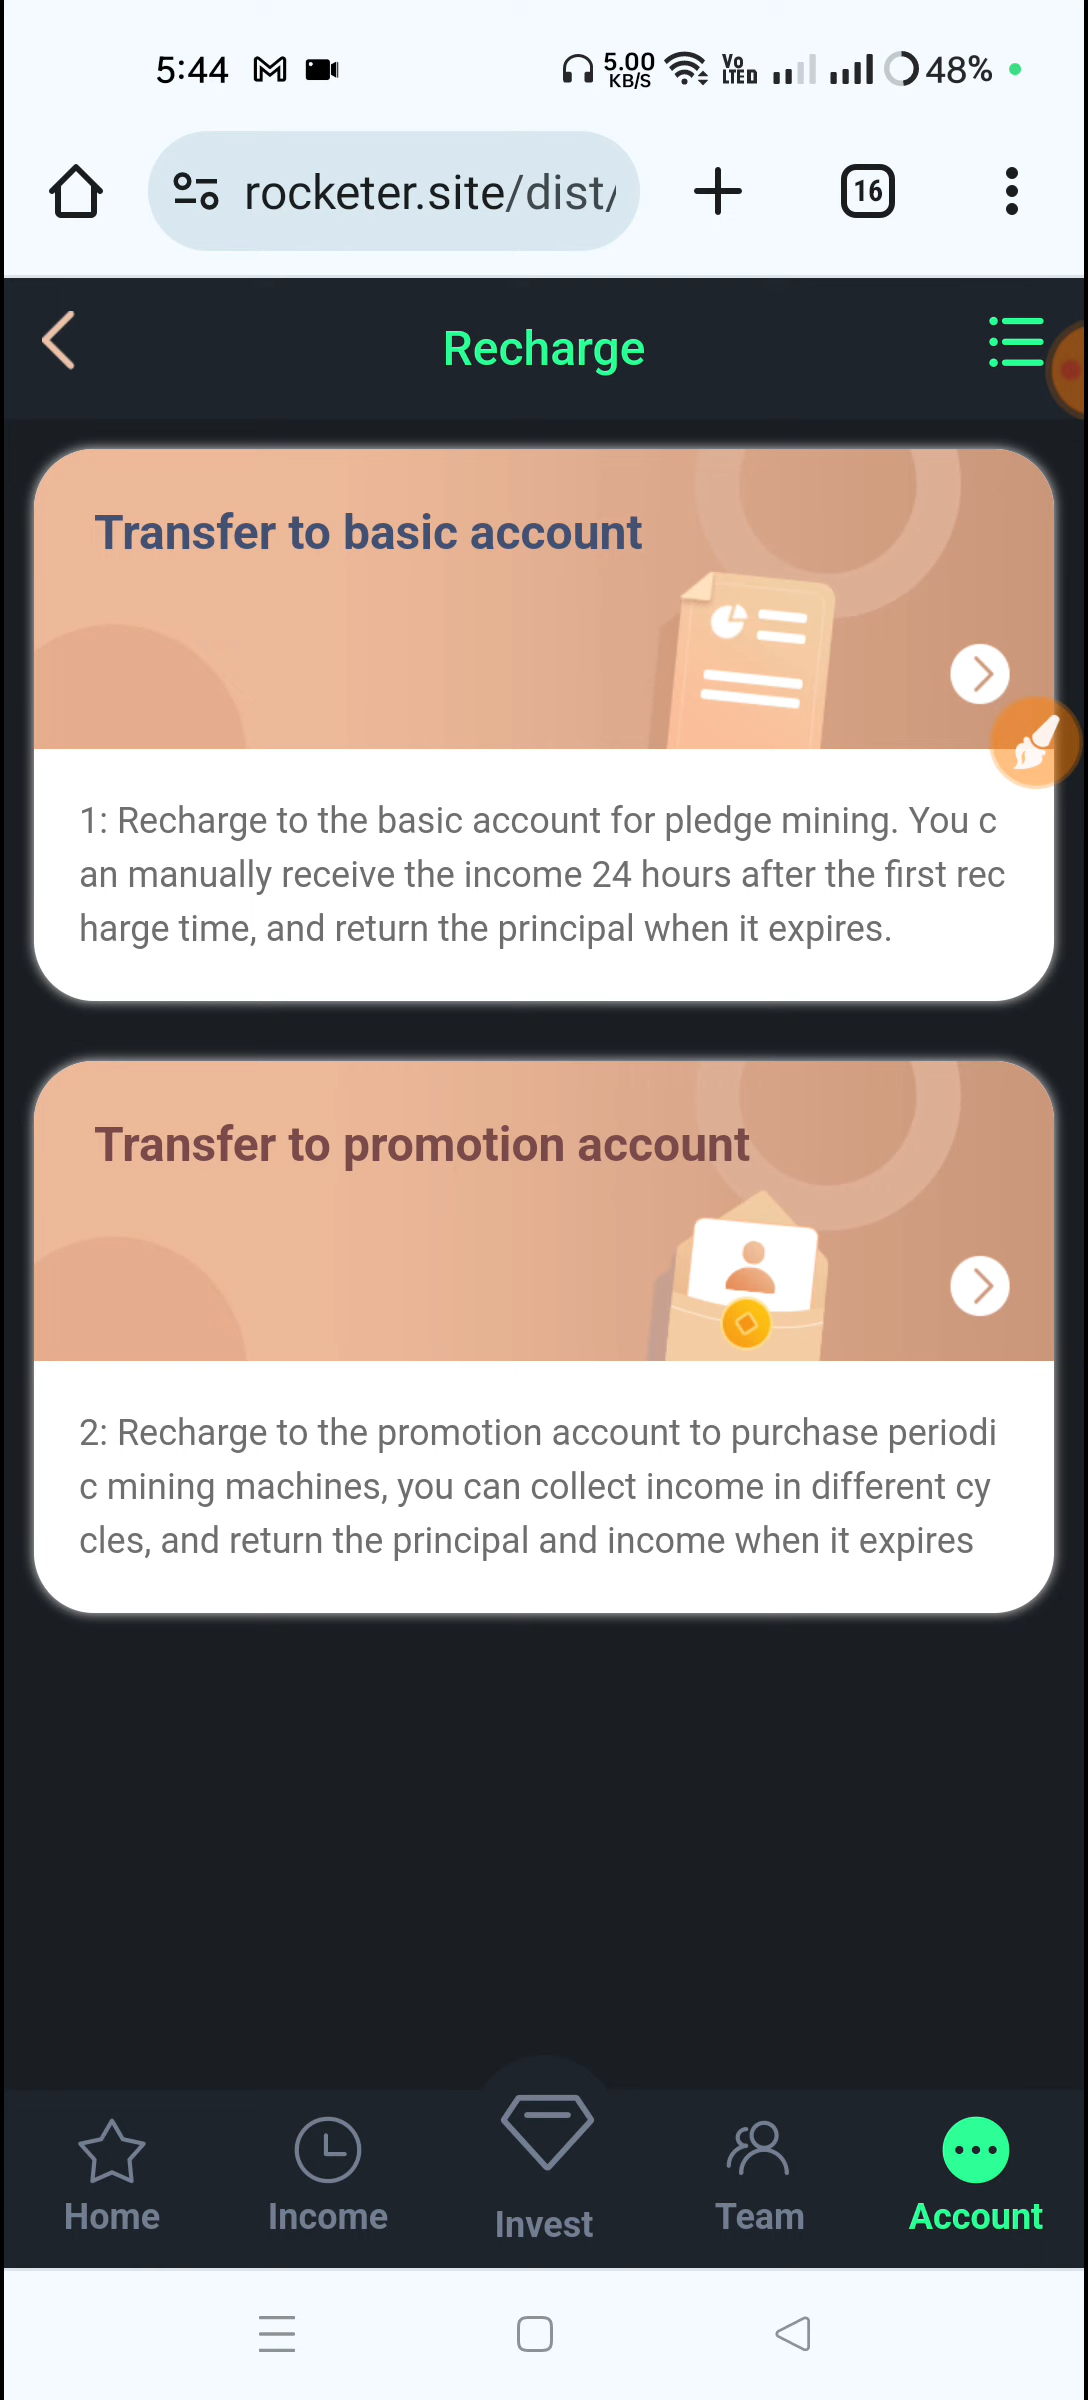 5:44
5.00
KB/S
Vo
LTE D
48%
rocketer.site/dist/
16
Recharge
Transfer to basic account
1: Recharge to the basic account for pledge mining. You c
an manually receive the income 24 hours after the first rec
harge time, and return the principal when it expires.
Transfer to promotion account
2: Recharge to the promotion account to purchase periodi
c mining machines, you can collect income in different cy
cles, and return the principal and income when it expires
Home
Income
Invest
Team
Account